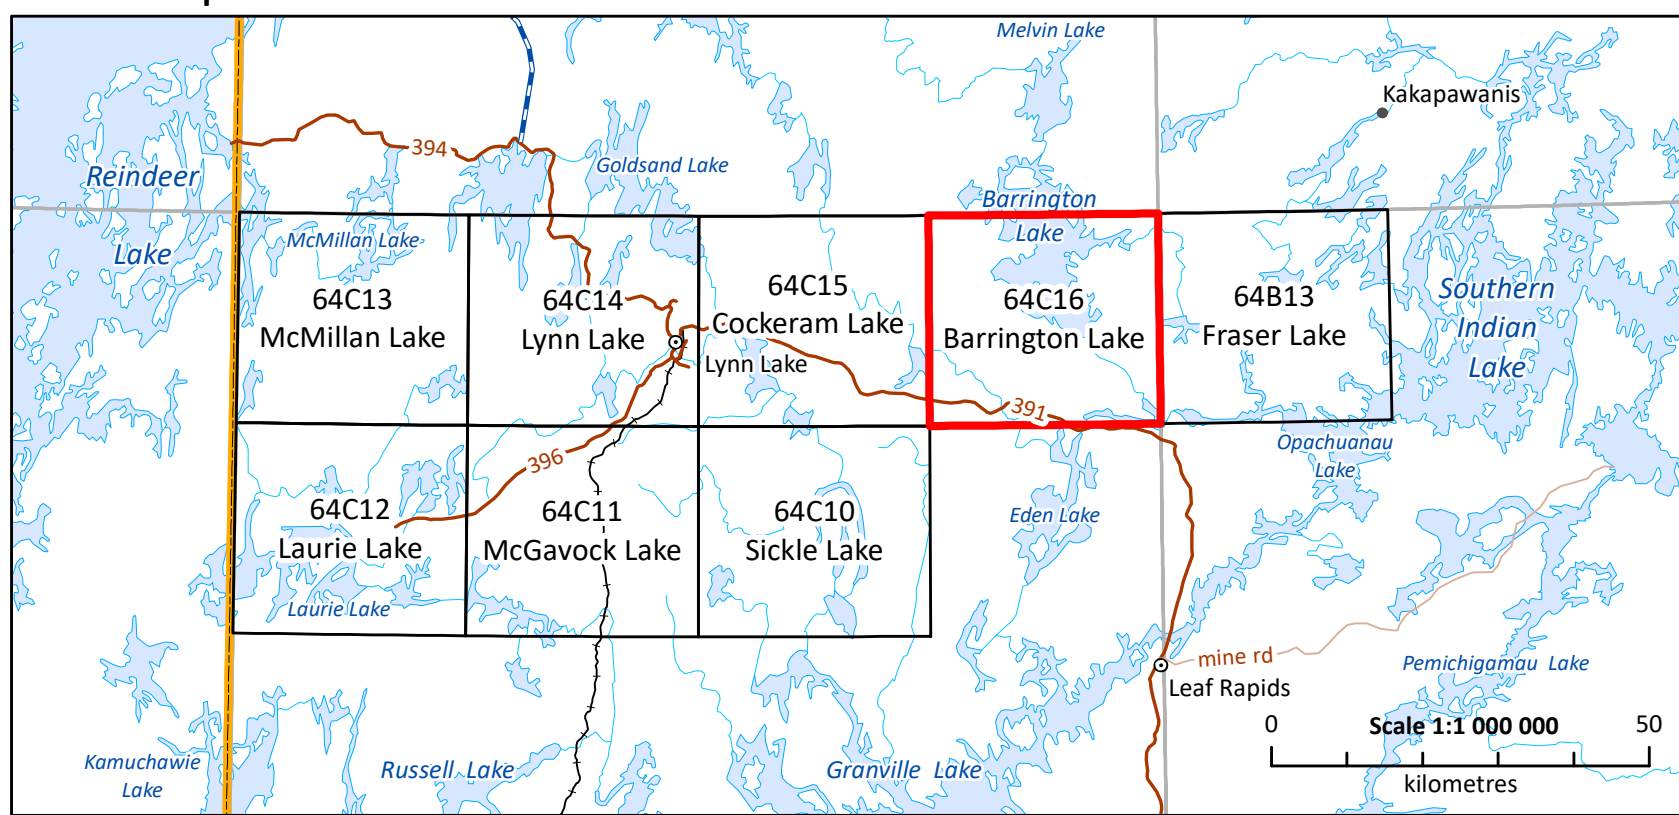 Melvin Lake
Kakapawanis
394
Goldsand Lake
Reindeer
Lake
Barrington
Lake
McMillan Lake
64C13
McMillan Lake
64C14
Lynn Lake
64C15
Cockeram Lake
64C16
Barrington Lake
64B13
Fraser Lake
Southern
Indian
Lake
Lynn Lake
391
396
Opachuanau
Lake
64C12
Laurie Lake
64C11
McGavock Lake
64C10
Sickle Lake
Eden Lake
Laurie Lake
mine rd
Pemichigamau Lake
Leaf Rapids
Kamuchawie
Lake
Russell Lake
Granville Lake
0 Scale 1:1 000 000 50
kilometres